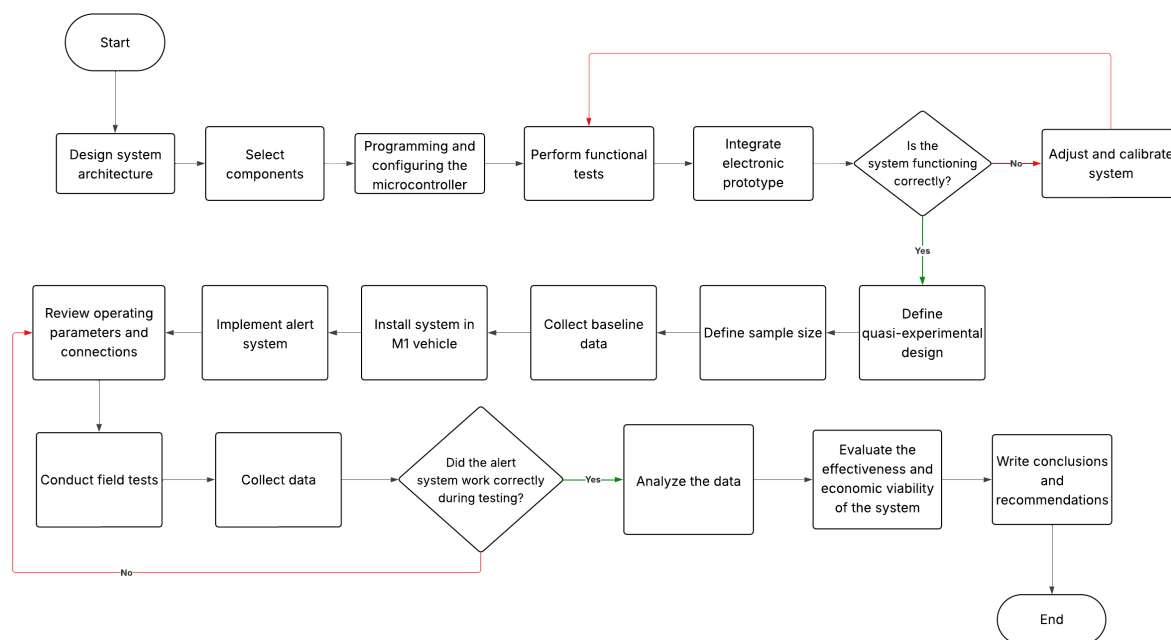 Start
Design system
architecture
Select
components
Programming and
configuring the
microcontroller
Perform functional
tests
Integrate
electronic
prototype
Is the
system functioning
correctly?
No
Adjust and calibrate
system
Yes
Review operating
parameters and
connections
Implement alert
system
Install system in
M1 vehicle
Collect baseline
data
Define sample size
Define
quasi-experimental
design
Conduct field tests
Collect data
Did the alert
system work correctly
during testing?
Yes
Analyze the data
Evaluate the
effectiveness and
economic viability
of the system
Write conclusions
and
recommendations
No
End